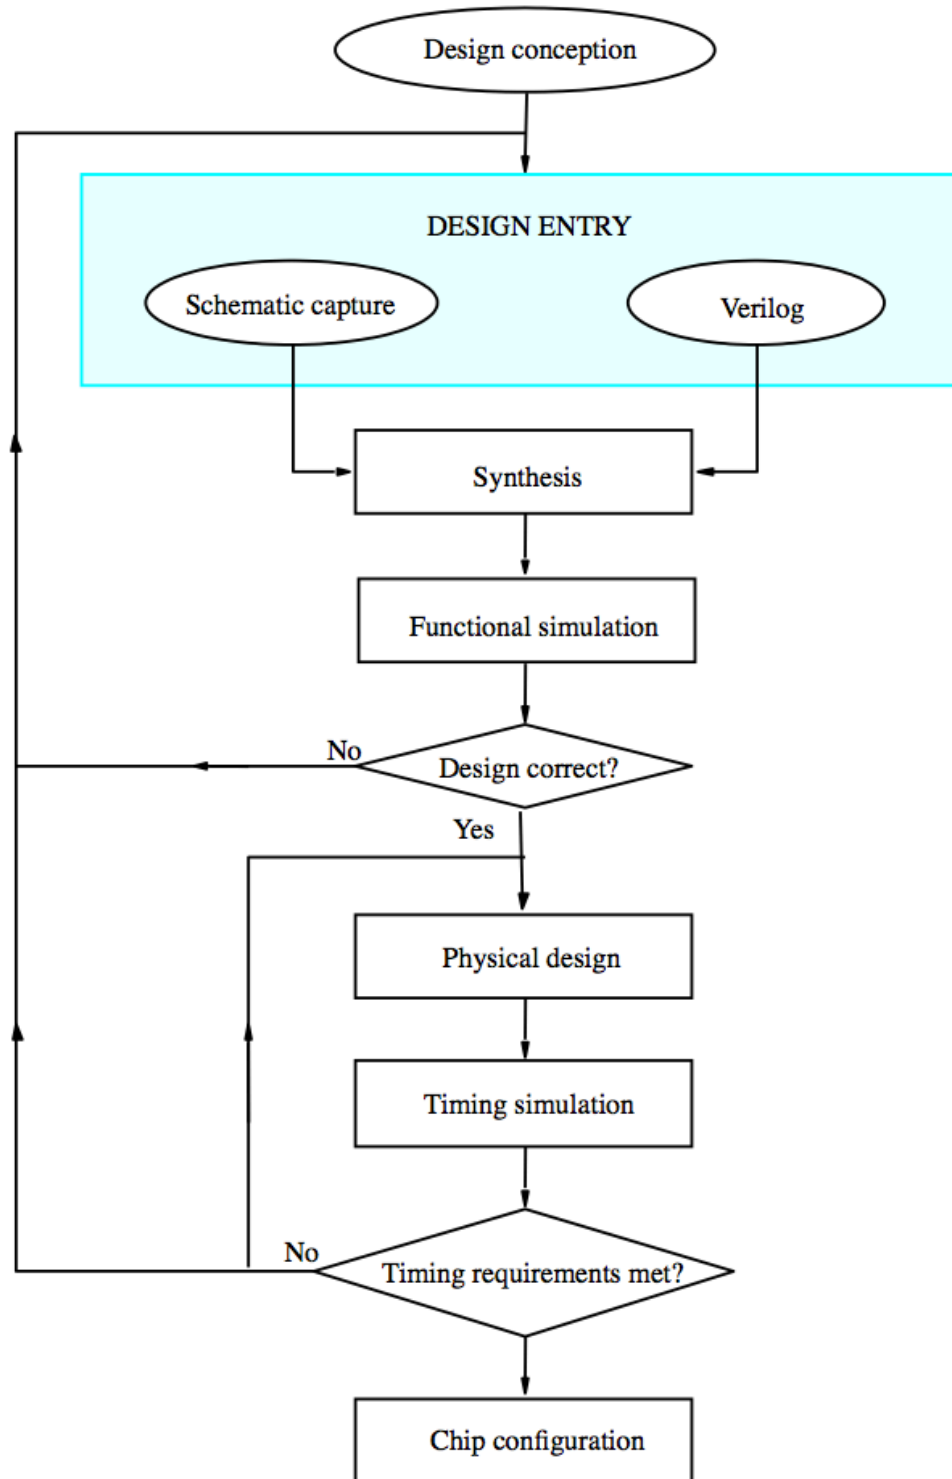 Design conception
DESIGN ENTRY
Schematic capture
Verilog
Synthesis
Functional simulation
No
Design correct?
Yes
Physical design
Timing simulation
No
Timing requirements met?
Chip configuration